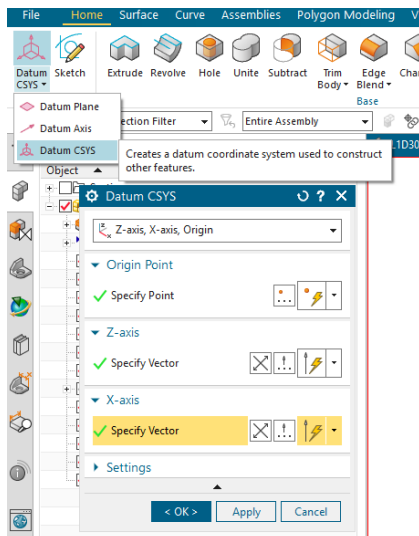 File Home Surface Curve Assemblies Polygon Modeling
Datum CSYS Sketch Extrude Revolve Hole Unite Subtract Trim Body Edge Blend
Base
Datum Plane
Datum Axis
Datum CSYS
ection Filter Entire Assembly
Creates a datum coordinate system used to construct
other features.
_1D30
Object
Datum CSYS
Z-axis, X-axis, Origin
Origin Point
Specify Point
Z-axis
Specify Vector
X-axis
Specify Vector
Settings
< OK > Apply Cancel